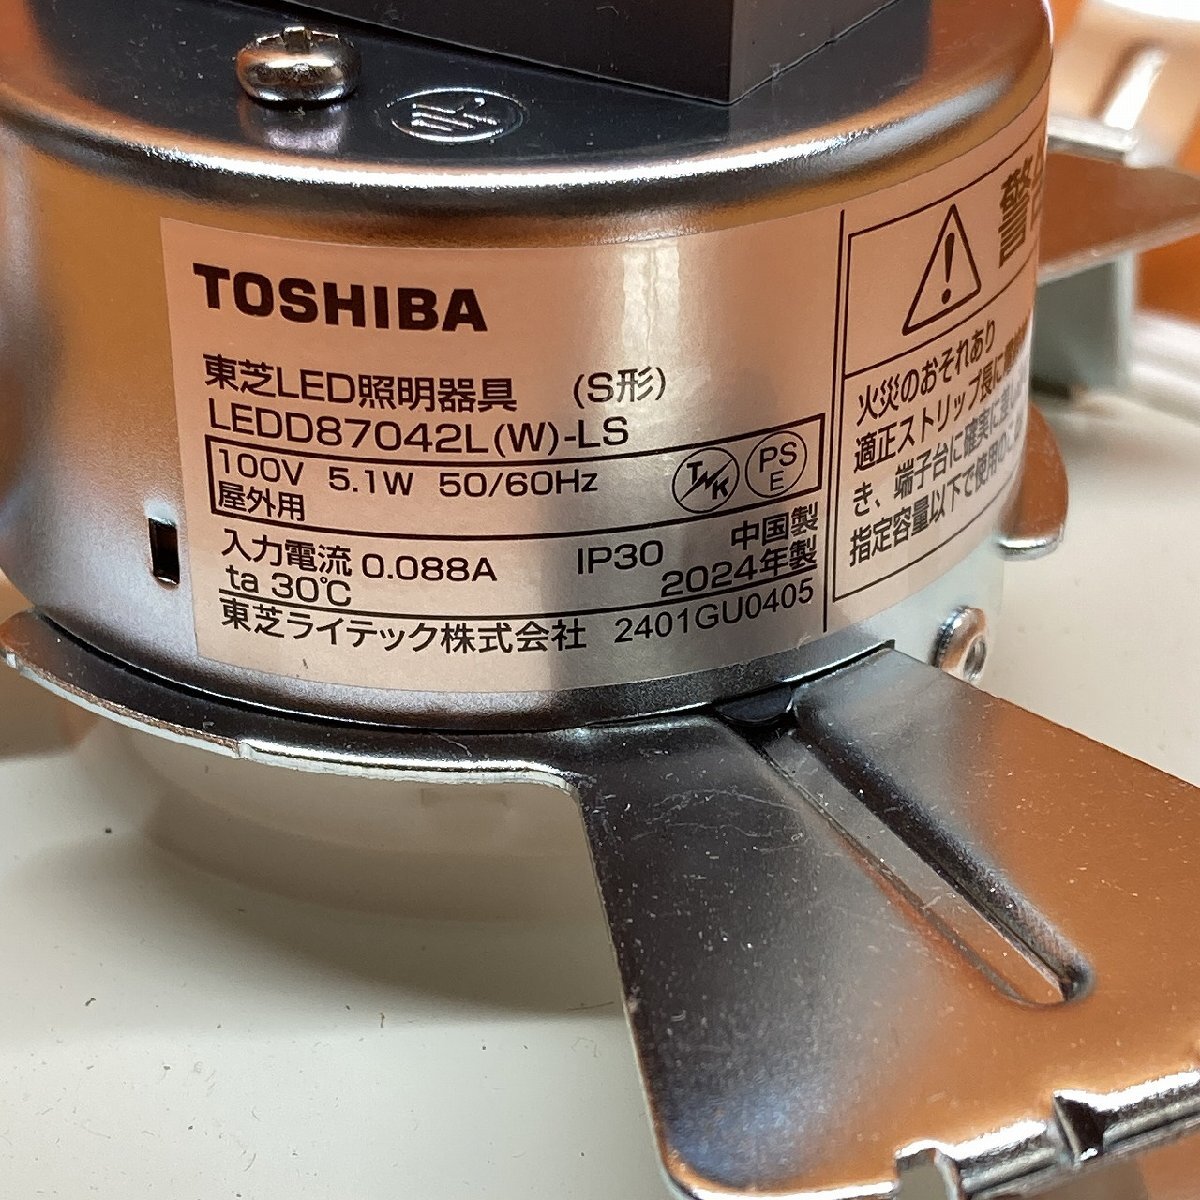 TOSHIBA
東芝LED照明器具 (S形)
LEDD87042L(W)-LS
100V 5.1W 50/60Hz
屋外用
PS
E
入力電流 0.088A IP30 中国製
ta 30℃ 2024年製
東芝ライテック株式会社 2401GU0405
警告
火災のおそれあり
適正ストリップ長に
き、端子台に確実に
指定容量以下で使用